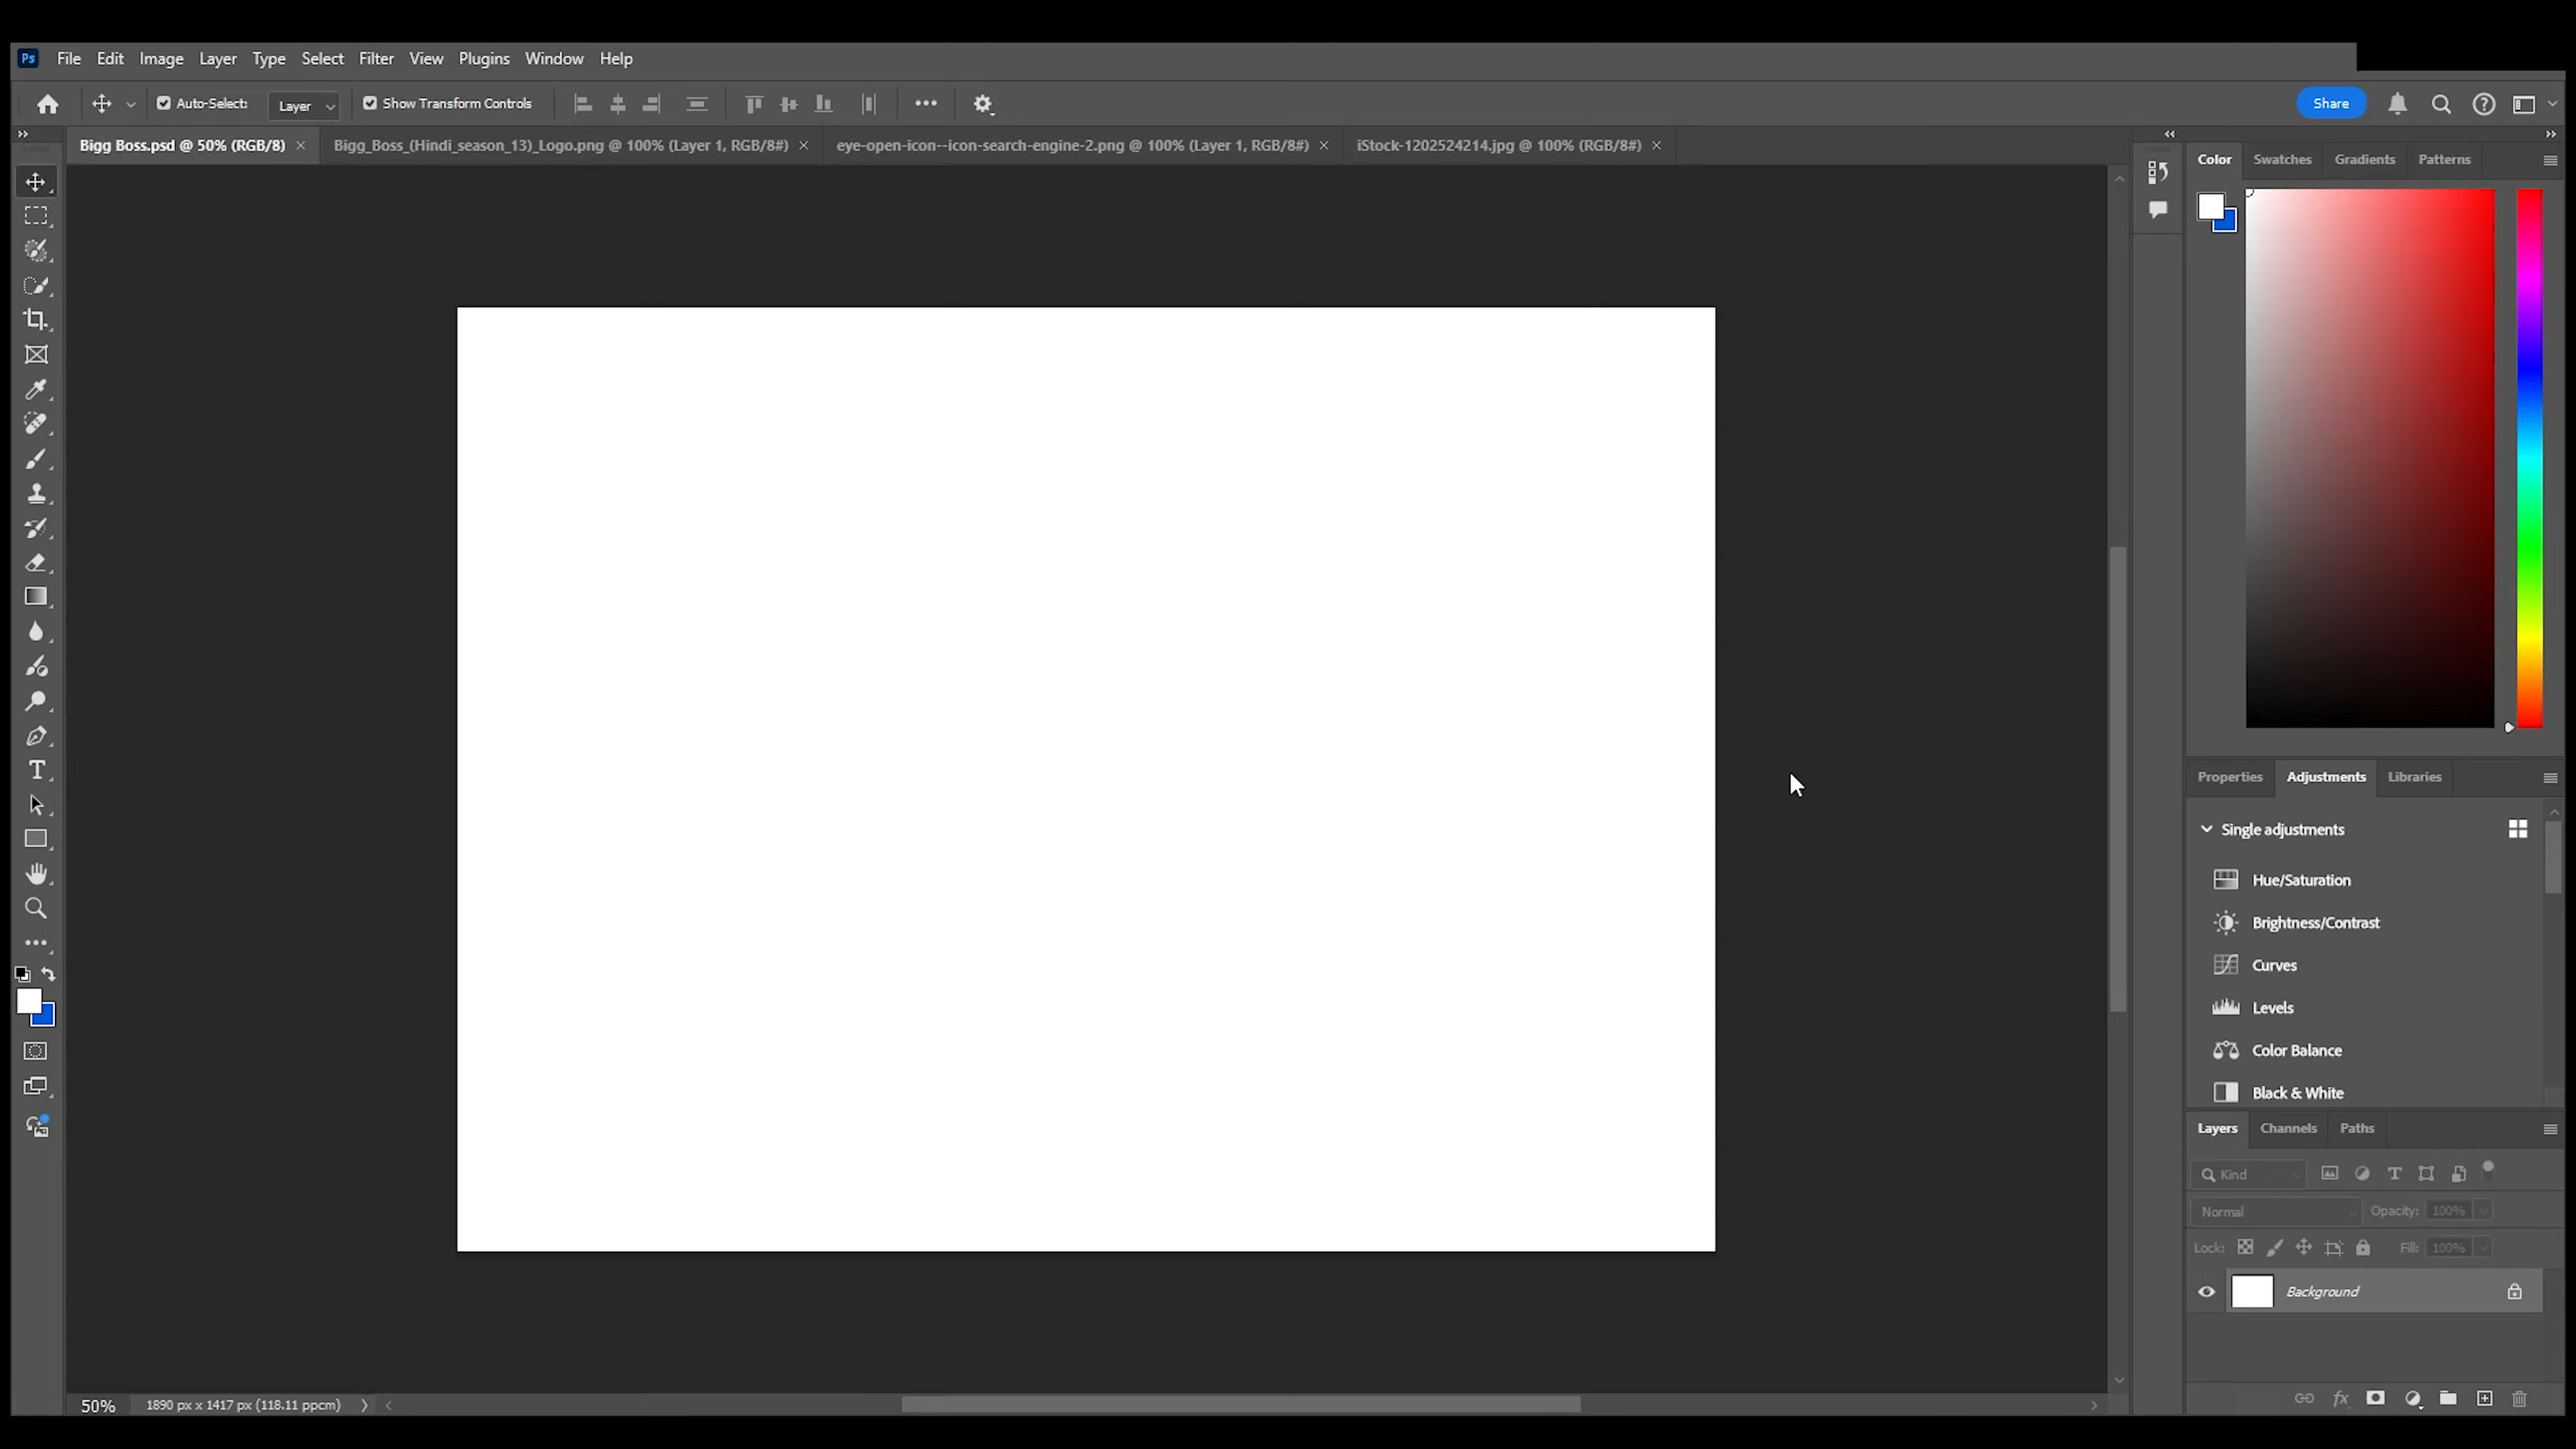 Ps File Edit Image Layer Type Select Filter View Plugins Window Help
Auto-Select: Layer Show Transform Controls Share
Bigg Boss.psd @ 50% (RGB/8) × Bigg_Boss_(Hindi_season_13)_Logo.png @ 100% (Layer 1, RGB/8#) × eye-open-icon--icon-search-engine-2.png @ 100% (Layer 1, RGB/8#) × iStock-1202524214.jpg @ 100% (RGB/8#) ×
Color Swatches Gradients Patterns
Properties Adjustments Libraries
Single adjustments
Hue/Saturation
Brightness/Contrast
Curves
Levels
Color Balance
Black & White
Layers Channels Paths
Kind
Normal Opacity: 100%
Lock: Fill: 100%
Background
50% 1890 px x 1417 px (118.11 ppcm)